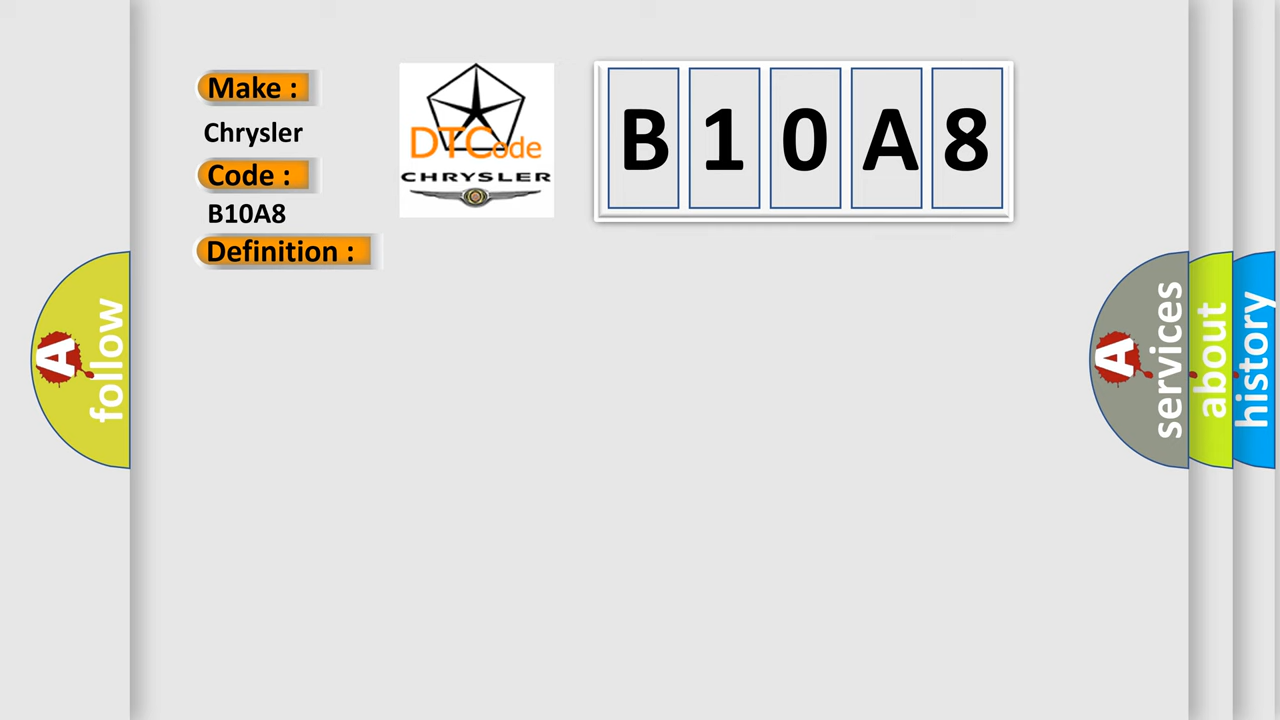 Make :
Chrysler
Code :
B10A8
Definition :
DTCode
CHRYSLER
B 1 0 A 8
A follow
A services
about
history